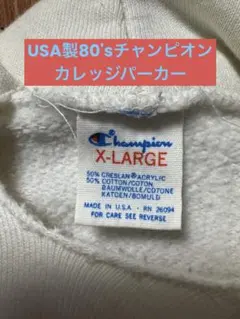 USA製80'sチャンピオン
カレッジパーカー
Champion
X-LARGE
50% CRESLAN® ACRYLIC
50% COTTON/COTON
BAUMWOLLE/COTONE
KATOEN/BOMULD
MADE IN U.S.A. - RN 26094
FOR CARE SEE REVERSE